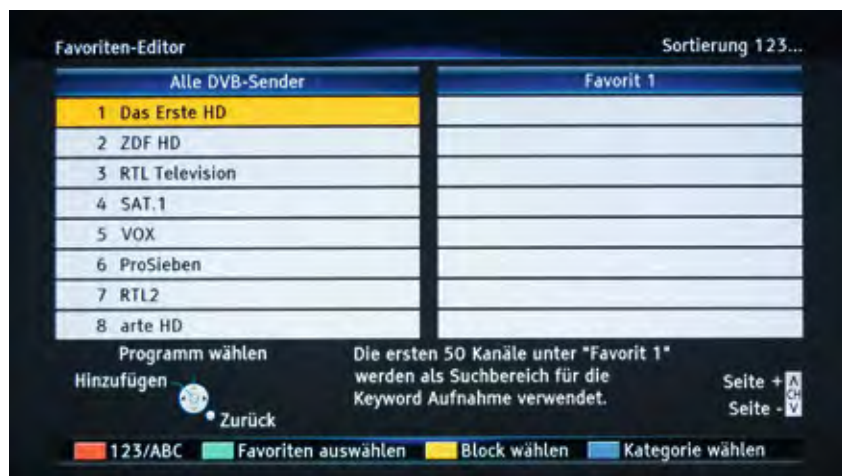 Favoriten-Editor
Sortierung 123...
Alle DVB-Sender
Favorit 1
1 Das Erste HD
2 ZDF HD
3 RTL Television
4 SAT.1
5 VOX
6 ProSieben
7 RTL2
8 arte HD
Programm wählen
Hinzufügen
Zurück
Die ersten 50 Kanäle unter "Favorit 1"
werden als Suchbereich für die
Keyword Aufnahme verwendet.
Seite +
CH
Seite -
123/ABC Favoriten auswählen Block wählen Kategorie wählen